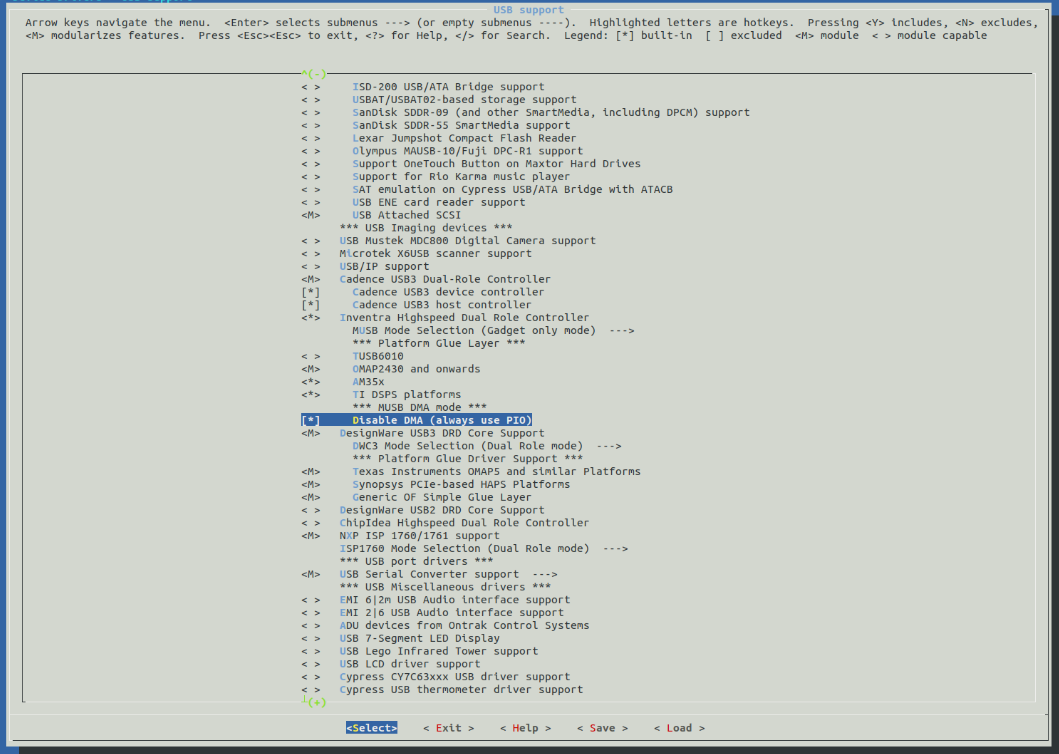 USB support
Arrow keys navigate the menu.  <Enter> selects submenus ---> (or empty submenus ----).  Highlighted letters are hotkeys.  Pressing <Y> includes, <N> excludes,
<M> modularizes features.  Press <Esc><Esc> to exit, <?> for Help, </> for Search.  Legend: [*] built-in  [ ] excluded  <M> module  < > module capable
^(-)
< > ISD-200 USB/ATA Bridge support
< > USBAT/USBAT02-based storage support
< > SanDisk SDDR-09 (and other SmartMedia, including DPCM) support
< > SanDisk SDDR-55 SmartMedia support
< > Lexar Jumpshot Compact Flash Reader
< > Olympus MAUSB-10/Fuji DPC-R1 support
< > Support OneTouch Button on Maxtor Hard Drives
< > Support for Rio Karma music player
< > SAT emulation on Cypress USB/ATA Bridge with ATACB
< > USB ENE card reader support
<M> USB Attached SCSI
*** USB Imaging devices ***
< > USB Mustek MDC800 Digital Camera support
< > Microtek X6USB scanner support
< > USB/IP support
<M> Cadence USB3 Dual-Role Controller
[*] Cadence USB3 device controller
[*] Cadence USB3 host controller
<*> Inventra Highspeed Dual Role Controller
MUSB Mode Selection (Gadget only mode)  --->
*** Platform Glue Layer ***
< > TUSB6010
<M> OMAP2430 and onwards
<*> AM35x
<*> TI DSPS platforms
*** MUSB DMA mode ***
[*] Disable DMA (always use PIO)
<M> DesignWare USB3 DRD Core Support
DWC3 Mode Selection (Dual Role mode)  --->
*** Platform Glue Driver Support ***
<M> Texas Instruments OMAP5 and similar Platforms
<M> Synopsys PCIe-based HAPS Platforms
<M> Generic OF Simple Glue Layer
< > DesignWare USB2 DRD Core Support
< > ChipIdea Highspeed Dual Role Controller
<M> NXP ISP 1760/1761 support
ISP1760 Mode Selection (Dual Role mode)  --->
*** USB port drivers ***
<M> USB Serial Converter support  --->
*** USB Miscellaneous drivers ***
< > EMI 6|2m USB Audio interface support
< > EMI 2|6 USB Audio interface support
< > ADU devices from Ontrak Control Systems
< > USB 7-Segment LED Display
< > USB Lego Infrared Tower support
< > USB LCD driver support
< > Cypress CY7C63xxx USB driver support
< > Cypress USB thermometer driver support
(+)
<Select>    < Exit >    < Help >    < Save >    < Load >